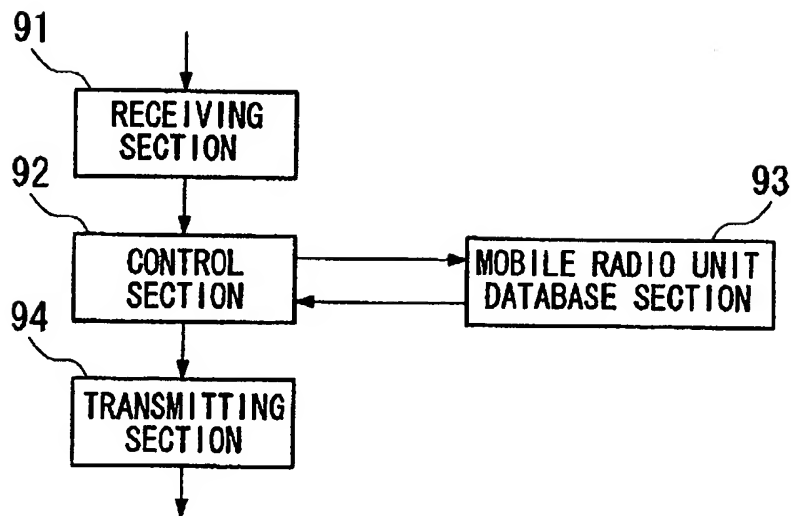 91
RECEIVING
SECTION
92
CONTROL
SECTION
93
MOBILE RADIO UNIT
DATABASE SECTION
94
TRANSMITTING
SECTION